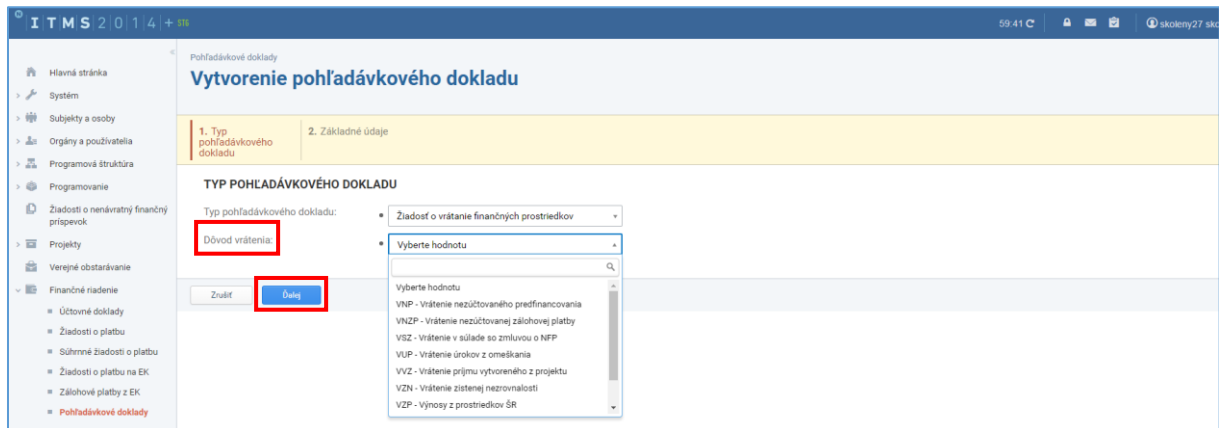 ITMS2014+ STG
59:41
skoleny27 sko
Pohľadávkové doklady
Vytvorenie pohľadávkového dokladu
Hlavná stránka
Systém
Subjekty a osoby
Orgány a používatelia
Programová štruktúra
Programovanie
Žiadosti o nenávratný finančný
príspevok
Projekty
Verejné obstarávanie
Finančné riadenie
Účtovné doklady
Žiadosti o platbu
Súhrnné žiadosti o platbu
Žiadosti o platbu na EK
Zálohové platby z EK
Pohľadávkové doklady
1. Typ
pohľadávkového
dokladu
2. Základné údaje
TYP POHĽADÁVKOVÉHO DOKLADU
Typ pohľadávkového dokladu:
Žiadosť o vrátanie finančných prostriedkov
Dôvod vrátenia:
Vyberte hodnotu
Vyberte hodnotu
VNP - Vrátenie nezúčtovaného predfinancovania
VNZP - Vrátenie nezúčtovanej zálohovej platby
VSZ - Vrátenie v súlade so zmluvou o NFP
VUP - Vrátenie úrokov z omeškania
VVZ - Vrátenie príjmu vytvoreného z projektu
VZN - Vrátenie zistenej nezrovnalosti
VZP - Výnosy z prostriedkov ŠR
Zrušiť
Ďalej